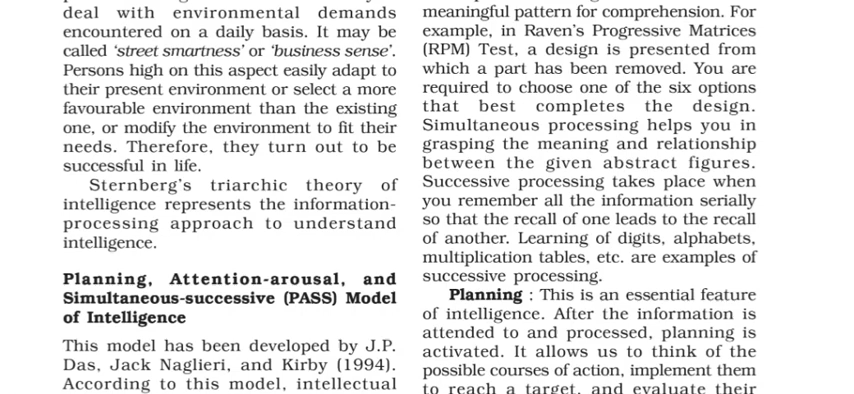 deal with environmental demands
encountered on a daily basis. It may be
called ‘street smartness’ or ‘business sense’.
Persons high on this aspect easily adapt to
their present environment or select a more
favourable environment than the existing
one, or modify the environment to fit their
needs. Therefore, they turn out to be
successful in life.
Sternberg’s triarchic theory of
intelligence represents the information-
processing approach to understand
intelligence.
Planning, Attention-arousal, and
Simultaneous-successive (PASS) Model
of Intelligence
This model has been developed by J.P.
Das, Jack Naglieri, and Kirby (1994).
According to this model, intellectual
meaningful pattern for comprehension. For
example, in Raven’s Progressive Matrices
(RPM) Test, a design is presented from
which a part has been removed. You are
required to choose one of the six options
that best completes the design.
Simultaneous processing helps you in
grasping the meaning and relationship
between the given abstract figures.
Successive processing takes place when
you remember all the information serially
so that the recall of one leads to the recall
of another. Learning of digits, alphabets,
multiplication tables, etc. are examples of
successive processing.
Planning : This is an essential feature
of intelligence. After the information is
attended to and processed, planning is
activated. It allows us to think of the
possible courses of action, implement them
to reach a target, and evaluate their